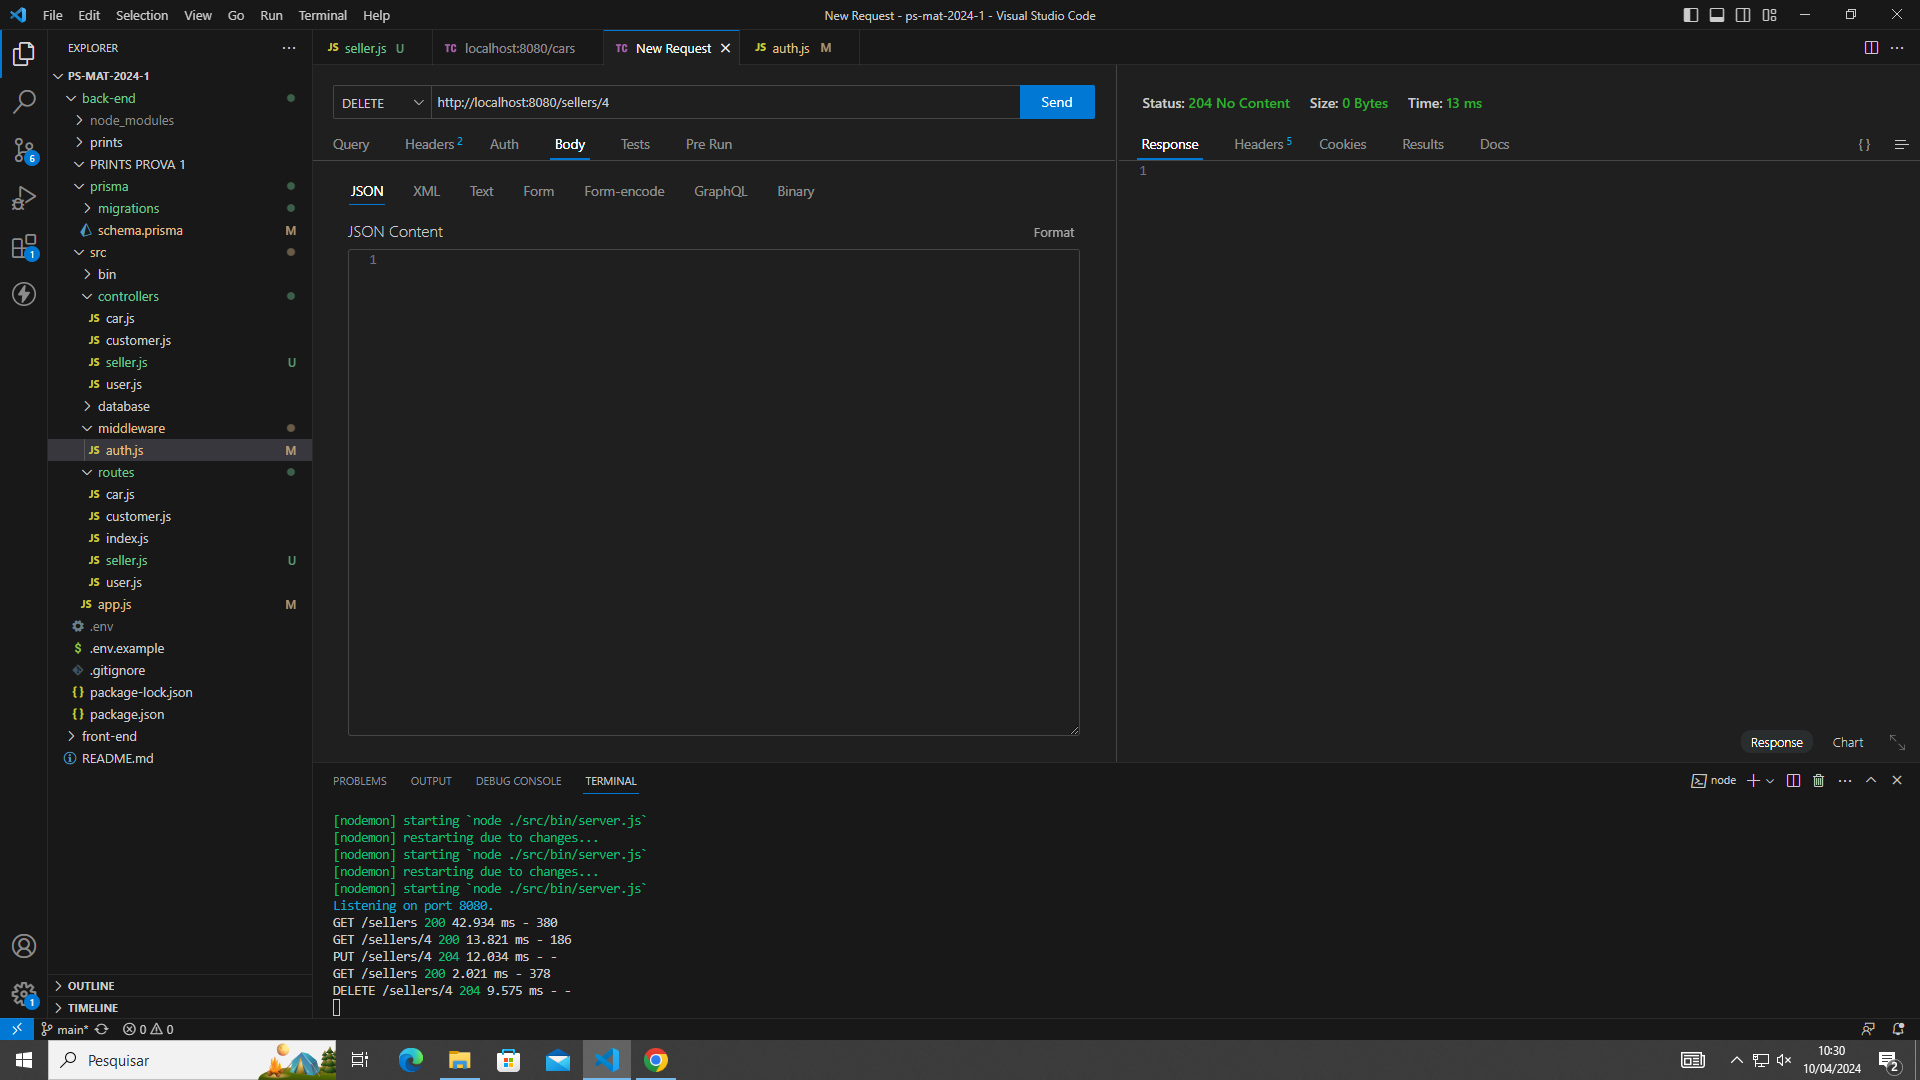 File Edit Selection View Go Run Terminal Help
New Request - ps-mat-2024-1 - Visual Studio Code
EXPLORER
PS-MAT-2024-1
back-end
node_modules
prints
PRINTS PROVA 1
prisma
migrations
schema.prisma M
src
bin
controllers
JS car.js
JS customer.js
JS seller.js U
JS user.js
database
middleware
JS auth.js M
routes
JS car.js
JS customer.js
JS index.js
JS seller.js U
JS user.js
JS app.js M
.env
$ .env.example
.gitignore
{} package-lock.json
{} package.json
front-end
README.md
OUTLINE
TIMELINE
6
1
1
JS seller.js U
TC localhost:8080/cars
TC New Request
JS auth.js M
DELETE
http://localhost:8080/sellers/4
Send
Query Headers 2 Auth Body Tests Pre Run
JSON XML Text Form Form-encode GraphQL Binary
JSON Content
Format
1
Status: 204 No Content Size: 0 Bytes Time: 13 ms
Response Headers 5 Cookies Results Docs
{}
1
Response Chart
PROBLEMS OUTPUT DEBUG CONSOLE TERMINAL
node
[nodemon] starting `node ./src/bin/server.js`
[nodemon] restarting due to changes...
[nodemon] starting `node ./src/bin/server.js`
[nodemon] restarting due to changes...
[nodemon] starting `node ./src/bin/server.js`
Listening on port 8080.
GET /sellers 200 42.934 ms - 380
GET /sellers/4 200 13.821 ms - 186
PUT /sellers/4 204 12.034 ms - -
GET /sellers 200 2.021 ms - 378
DELETE /sellers/4 204 9.575 ms - -
main* 0 0
Pesquisar
10:30
10/04/2024
2